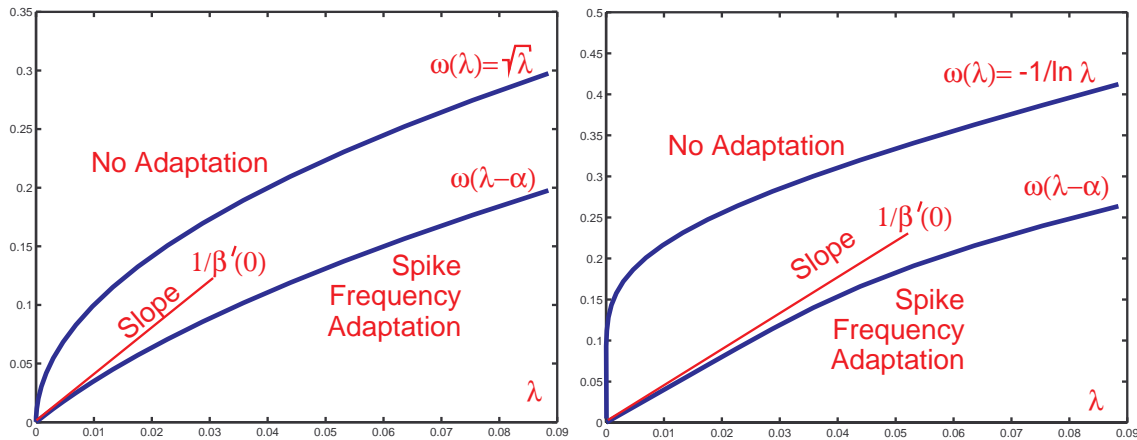 0.35
0.3
0.25
0.2
0.15
0.1
0.05
0
ω(λ)=√λ
No Adaptation
ω(λ−α)
1/β′(0)
Slope
Spike
Frequency
Adaptation
λ
0 0.01 0.02 0.03 0.04 0.05 0.06 0.07 0.08 0.09
0.5
0.45
0.4
0.35
0.3
0.25
0.2
0.15
0.1
0.05
0
ω(λ)= -1/ln λ
No Adaptation
ω(λ−α)
1/β′(0)
Slope
Spike
Frequency
Adaptation
λ
0 0.01 0.02 0.03 0.04 0.05 0.06 0.07 0.08 0.09